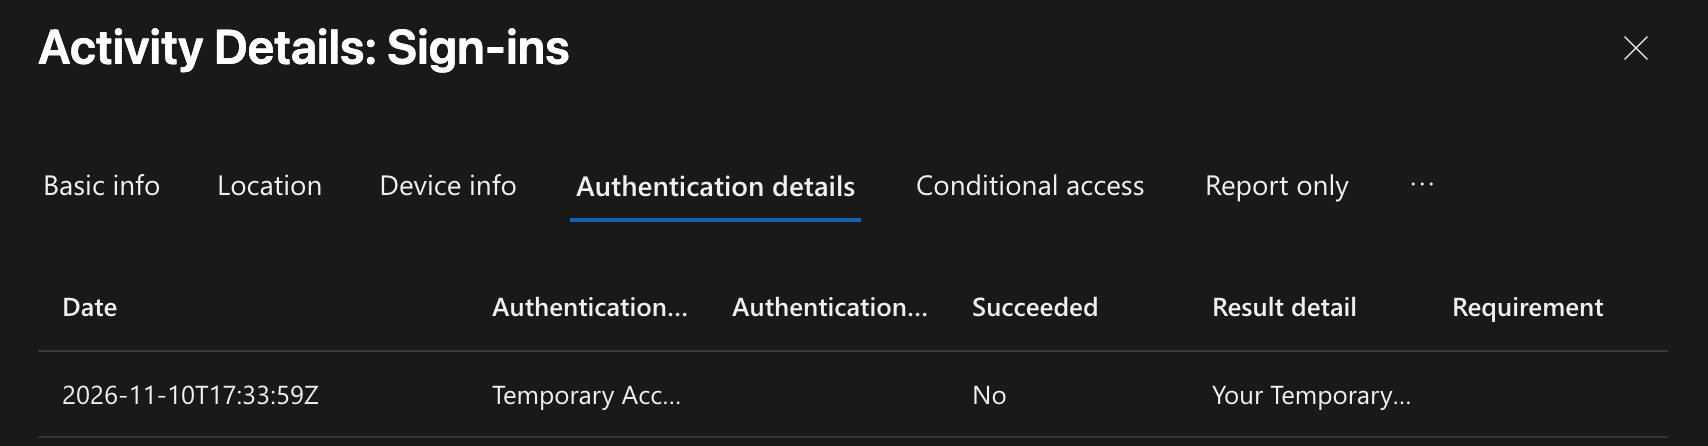 Activity Details: Sign-ins
Basic info Location Device info Authentication details Conditional access Report only ...
Date Authentication... Authentication... Succeeded Result detail Requirement
2026-11-10T17:33:59Z Temporary Acc... No Your Temporary...